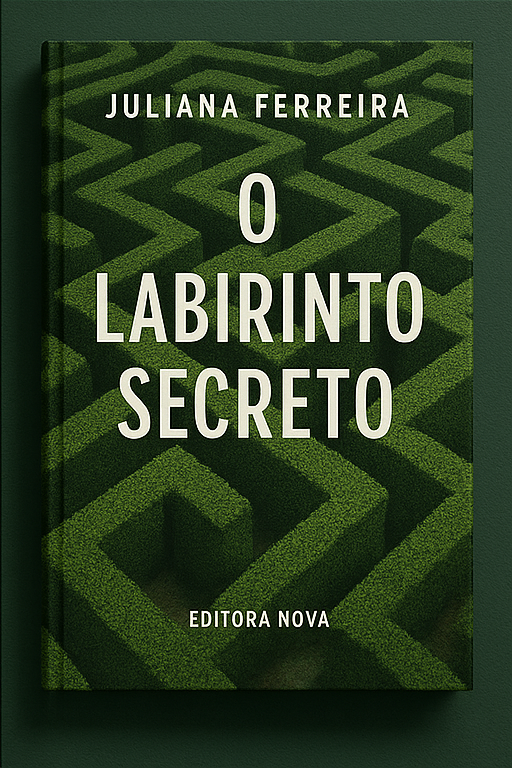 JULIANA FERREIRA
O
LABIRINTO
SECRETO
EDITORA NOVA